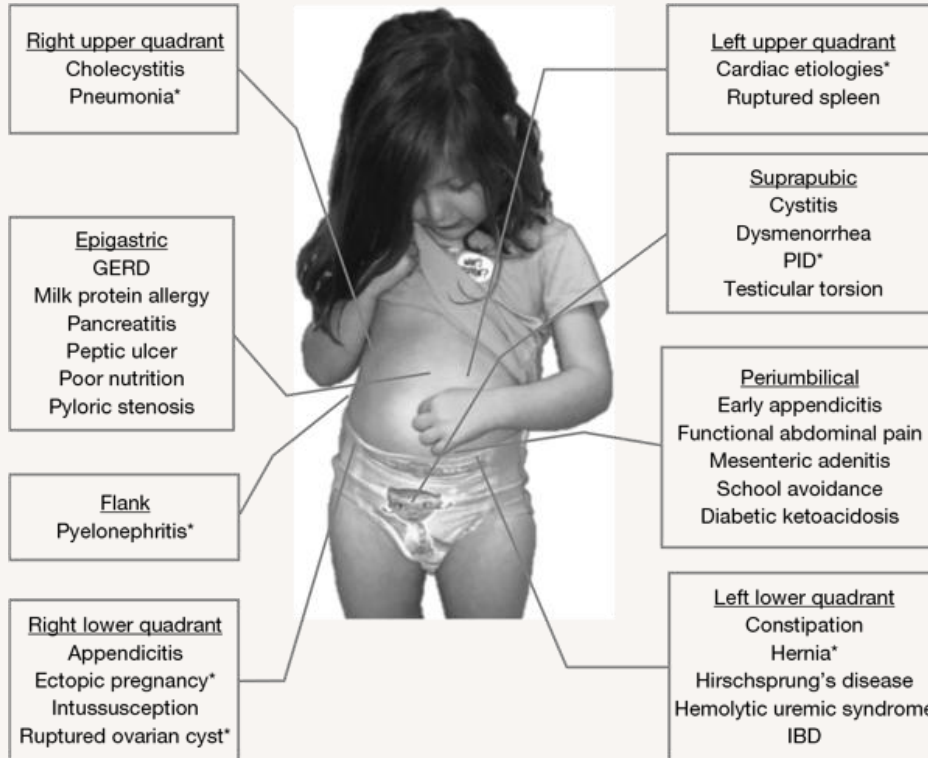 Right upper quadrant
Cholecystitis
Pneumonia*
Left upper quadrant
Cardiac etiologies*
Ruptured spleen
Suprapubic
Cystitis
Dysmenorrhea
PID*
Testicular torsion
Epigastric
GERD
Milk protein allergy
Pancreatitis
Peptic ulcer
Poor nutrition
Pyloric stenosis
Periumbilical
Early appendicitis
Functional abdominal pain
Mesenteric adenitis
School avoidance
Diabetic ketoacidosis
Flank
Pyelonephritis*
Right lower quadrant
Appendicitis
Ectopic pregnancy*
Intussusception
Ruptured ovarian cyst*
Left lower quadrant
Constipation
Hernia*
Hirschsprung's disease
Hemolytic uremic syndrome
IBD